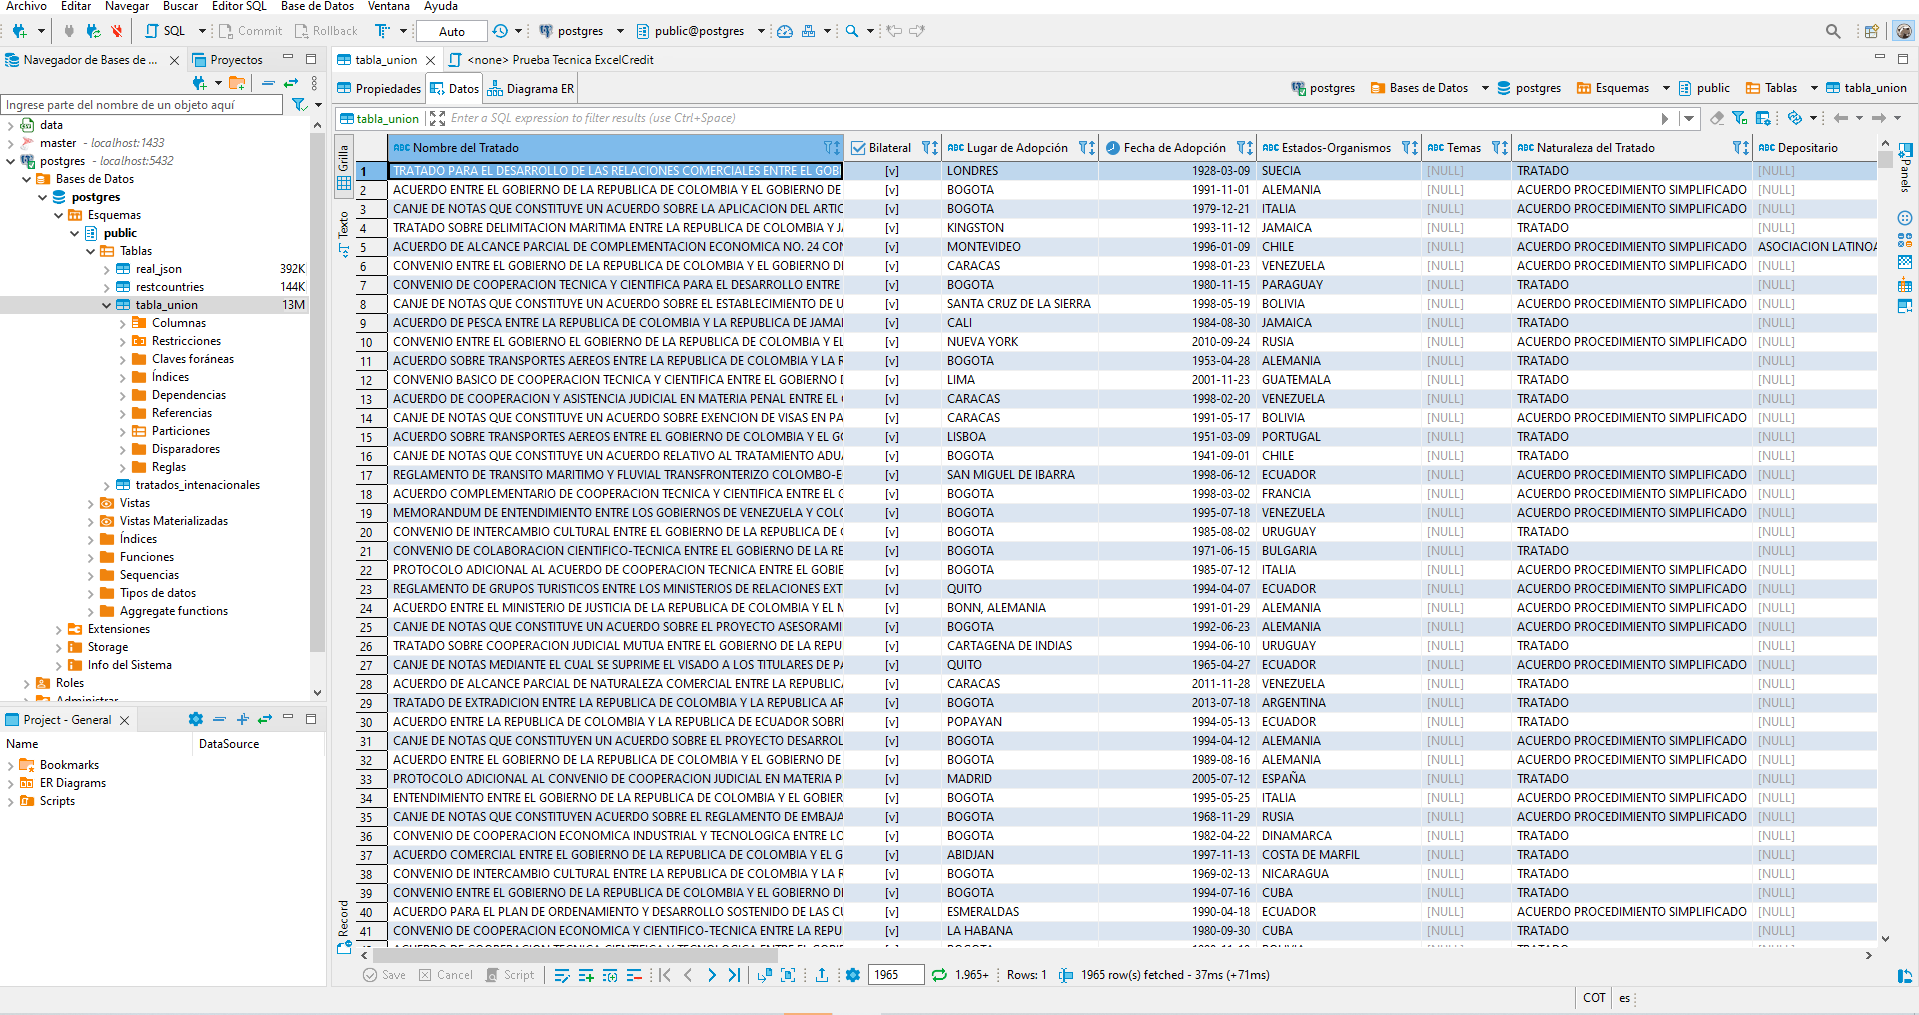 Archivo Editar Navegar Buscar Editor SQL Base de Datos Ventana Ayuda
SQL Commit Rollback Auto postgres public@postgres
Navegador de Bases de ... Proyectos
tabla_union <none> Prueba Tecnica ExcelCredit
Propiedades Datos Diagrama ER postgres Bases de Datos postgres Esquemas public Tablas tabla_union
Ingrese parte del nombre de un objeto aquí
tabla_union Enter a SQL expression to filter results (use Ctrl+Space)
data
master - localhost:1433
postgres - localhost:5432
Bases de Datos
postgres
Esquemas
public
Tablas
real_json 392K
restcountries 144K
tabla_union 13M
Columnas
Restricciones
Claves foráneas
Índices
Dependencias
Referencias
Particiones
Disparadores
Reglas
tratados_intenacionales
Vistas
Vistas Materializadas
Índices
Funciones
Sequencias
Tipos de datos
Aggregate functions
Extensiones
Storage
Info del Sistema
Roles
Administrar
Project - General
Name DataSource
Bookmarks
ER Diagrams
Scripts
Grilla
Texto
Record
Panels
ABC Nombre del Tratado Bilateral ABC Lugar de Adopción Fecha de Adopción ABC Estados-Organismos ABC Temas ABC Naturaleza del Tratado ABC Depositario
1 TRATADO PARA EL DESARROLLO DE LAS RELACIONES COMERCIALES ENTRE EL GOB [v] LONDRES 1928-03-09 SUECIA [NULL] TRATADO [NULL]
2 ACUERDO ENTRE EL GOBIERNO DE LA REPUBLICA DE COLOMBIA Y EL GOBIERNO DE [v] BOGOTA 1991-11-01 ALEMANIA [NULL] ACUERDO PROCEDIMIENTO SIMPLIFICADO [NULL]
3 CANJE DE NOTAS QUE CONSTITUYE UN ACUERDO SOBRE LA APLICACION DEL ARTIC [v] BOGOTA 1979-12-21 ITALIA [NULL] ACUERDO PROCEDIMIENTO SIMPLIFICADO [NULL]
4 TRATADO SOBRE DELIMITACION MARITIMA ENTRE LA REPUBLICA DE COLOMBIA Y J [v] KINGSTON 1993-11-12 JAMAICA [NULL] TRATADO [NULL]
5 ACUERDO DE ALCANCE PARCIAL DE COMPLEMENTACION ECONOMICA NO. 24 CON [v] MONTEVIDEO 1996-01-09 CHILE [NULL] ACUERDO PROCEDIMIENTO SIMPLIFICADO ASOCIACION LATINOA
6 CONVENIO ENTRE EL GOBIERNO DE LA REPUBLICA DE COLOMBIA Y EL GOBIERNO D [v] CARACAS 1998-01-23 VENEZUELA [NULL] ACUERDO PROCEDIMIENTO SIMPLIFICADO [NULL]
7 CONVENIO DE COOPERACION TECNICA Y CIENTIFICA PARA EL DESARROLLO ENTRE [v] BOGOTA 1980-11-15 PARAGUAY [NULL] TRATADO [NULL]
8 CANJE DE NOTAS QUE CONSTITUYE UN ACUERDO SOBRE EL ESTABLECIMIENTO DE U [v] SANTA CRUZ DE LA SIERRA 1998-05-19 BOLIVIA [NULL] ACUERDO PROCEDIMIENTO SIMPLIFICADO [NULL]
9 ACUERDO DE PESCA ENTRE LA REPUBLICA DE COLOMBIA Y LA REPUBLICA DE JAMAI [v] CALI 1984-08-30 JAMAICA [NULL] TRATADO [NULL]
10 CONVENIO ENTRE EL GOBIERNO EL GOBIERNO DE LA REPUBLICA DE COLOMBIA Y EL [v] NUEVA YORK 2010-09-24 RUSIA [NULL] ACUERDO PROCEDIMIENTO SIMPLIFICADO [NULL]
11 ACUERDO SOBRE TRANSPORTES AEREOS ENTRE LA REPUBLICA DE COLOMBIA Y LA R [v] BOGOTA 1953-04-28 ALEMANIA [NULL] TRATADO [NULL]
12 CONVENIO BASICO DE COOPERACION TECNICA Y CIENTIFICA ENTRE EL GOBIERNO D [v] LIMA 2001-11-23 GUATEMALA [NULL] TRATADO [NULL]
13 ACUERDO DE COOPERACION Y ASISTENCIA JUDICIAL EN MATERIA PENAL ENTRE EL [v] CARACAS 1998-02-20 VENEZUELA [NULL] TRATADO [NULL]
14 CANJE DE NOTAS QUE CONSTITUYE UN ACUERDO SOBRE EXENCION DE VISAS EN PA [v] CARACAS 1991-05-17 BOLIVIA [NULL] ACUERDO PROCEDIMIENTO SIMPLIFICADO [NULL]
15 ACUERDO SOBRE TRANSPORTES AEREOS ENTRE EL GOBIERNO DE COLOMBIA Y EL GO [v] LISBOA 1951-03-09 PORTUGAL [NULL] TRATADO [NULL]
16 CANJE DE NOTAS QUE CONSTITUYE UN ACUERDO RELATIVO AL TRATAMIENTO ADUA [v] BOGOTA 1941-09-01 CHILE [NULL] TRATADO [NULL]
17 REGLAMENTO DE TRANSITO MARITIMO Y FLUVIAL TRANSFRONTERIZO COLOMBO-E [v] SAN MIGUEL DE IBARRA 1998-06-12 ECUADOR [NULL] ACUERDO PROCEDIMIENTO SIMPLIFICADO [NULL]
18 ACUERDO COMPLEMENTARIO DE COOPERACION TECNICA Y CIENTIFICA ENTRE EL G [v] BOGOTA 1998-03-02 FRANCIA [NULL] ACUERDO PROCEDIMIENTO SIMPLIFICADO [NULL]
19 MEMORANDUM DE ENTENDIMIENTO ENTRE LOS GOBIERNOS DE VENEZUELA Y COLO [v] BOGOTA 1995-07-18 VENEZUELA [NULL] ACUERDO PROCEDIMIENTO SIMPLIFICADO [NULL]
20 CONVENIO DE INTERCAMBIO CULTURAL ENTRE EL GOBIERNO DE LA REPUBLICA DE [v] BOGOTA 1985-08-02 URUGUAY [NULL] TRATADO [NULL]
21 CONVENIO DE COLABORACION CIENTIFICO-TECNICA ENTRE EL GOBIERNO DE LA RE [v] BOGOTA 1971-06-15 BULGARIA [NULL] TRATADO [NULL]
22 PROTOCOLO ADICIONAL AL ACUERDO DE COOPERACION TECNICA ENTRE EL GOBIE [v] BOGOTA 1985-07-12 ITALIA [NULL] ACUERDO PROCEDIMIENTO SIMPLIFICADO [NULL]
23 REGLAMENTO DE GRUPOS TURISTICOS ENTRE LOS MINISTERIOS DE RELACIONES EXT [v] QUITO 1994-04-07 ECUADOR [NULL] ACUERDO PROCEDIMIENTO SIMPLIFICADO [NULL]
24 ACUERDO ENTRE EL MINISTERIO DE JUSTICIA DE LA REPUBLICA DE COLOMBIA Y EL M [v] BONN, ALEMANIA 1991-01-29 ALEMANIA [NULL] ACUERDO PROCEDIMIENTO SIMPLIFICADO [NULL]
25 CANJE DE NOTAS QUE CONSTITUYE UN ACUERDO SOBRE EL PROYECTO ASESORAMI [v] BOGOTA 1992-06-23 ALEMANIA [NULL] ACUERDO PROCEDIMIENTO SIMPLIFICADO [NULL]
26 TRATADO SOBRE COOPERACION JUDICIAL MUTUA ENTRE EL GOBIERNO DE LA REPU [v] CARTAGENA DE INDIAS 1994-06-10 URUGUAY [NULL] TRATADO [NULL]
27 CANJE DE NOTAS MEDIANTE EL CUAL SE SUPRIME EL VISADO A LOS TITULARES DE PA [v] QUITO 1965-04-27 ECUADOR [NULL] ACUERDO PROCEDIMIENTO SIMPLIFICADO [NULL]
28 ACUERDO DE ALCANCE PARCIAL DE NATURALEZA COMERCIAL ENTRE LA REPUBLICA [v] CARACAS 2011-11-28 VENEZUELA [NULL] TRATADO [NULL]
29 TRATADO DE EXTRADICION ENTRE LA REPUBLICA DE COLOMBIA Y LA REPUBLICA AR [v] BOGOTA 2013-07-18 ARGENTINA [NULL] TRATADO [NULL]
30 ACUERDO ENTRE LA REPUBLICA DE COLOMBIA Y LA REPUBLICA DE ECUADOR SOBRE [v] POPAYAN 1994-05-13 ECUADOR [NULL] TRATADO [NULL]
31 CANJE DE NOTAS QUE CONSTITUYEN UN ACUERDO SOBRE EL PROYECTO DESARROL [v] BOGOTA 1994-04-12 ALEMANIA [NULL] ACUERDO PROCEDIMIENTO SIMPLIFICADO [NULL]
32 ACUERDO ENTRE EL GOBIERNO DE LA REPUBLICA DE COLOMBIA Y EL GOBIERNO DE [v] BOGOTA 1989-08-16 ALEMANIA [NULL] ACUERDO PROCEDIMIENTO SIMPLIFICADO [NULL]
33 PROTOCOLO ADICIONAL AL CONVENIO DE COOPERACION JUDICIAL EN MATERIA P [v] MADRID 2005-07-12 ESPAÑA [NULL] TRATADO [NULL]
34 ENTENDIMIENTO ENTRE EL GOBIERNO DE LA REPUBLICA DE COLOMBIA Y EL GOBIER [v] BOGOTA 1995-05-25 ITALIA [NULL] ACUERDO PROCEDIMIENTO SIMPLIFICADO [NULL]
35 CANJE DE NOTAS QUE CONSTITUYEN ACUERDO SOBRE EL REGLAMENTO DE EMBAJA [v] BOGOTA 1968-11-29 RUSIA [NULL] ACUERDO PROCEDIMIENTO SIMPLIFICADO [NULL]
36 CONVENIO DE COOPERACION ECONOMICA INDUSTRIAL Y TECNOLOGICA ENTRE LO [v] BOGOTA 1982-04-22 DINAMARCA [NULL] TRATADO [NULL]
37 ACUERDO COMERCIAL ENTRE EL GOBIERNO DE LA REPUBLICA DE COLOMBIA Y EL G [v] ABIDJAN 1997-11-13 COSTA DE MARFIL [NULL] TRATADO [NULL]
38 CONVENIO DE INTERCAMBIO CULTURAL ENTRE LA REPUBLICA DE COLOMBIA Y LA R [v] BOGOTA 1969-02-13 NICARAGUA [NULL] TRATADO [NULL]
39 CONVENIO ENTRE EL GOBIERNO DE LA REPUBLICA DE COLOMBIA Y EL GOBIERNO D [v] BOGOTA 1994-07-16 CUBA [NULL] TRATADO [NULL]
40 ACUERDO PARA EL PLAN DE ORDENAMIENTO Y DESARROLLO SOSTENIDO DE LAS CU [v] ESMERALDAS 1990-04-18 ECUADOR [NULL] ACUERDO PROCEDIMIENTO SIMPLIFICADO [NULL]
41 CONVENIO DE COOPERACION ECONOMICA Y CIENTIFICO-TECNICA ENTRE LA REPU [v] LA HABANA 1980-09-30 CUBA [NULL] TRATADO [NULL]
Save Cancel Script 1965 1.965+ Rows: 1 1965 row(s) fetched - 37ms (+71ms)
COT es